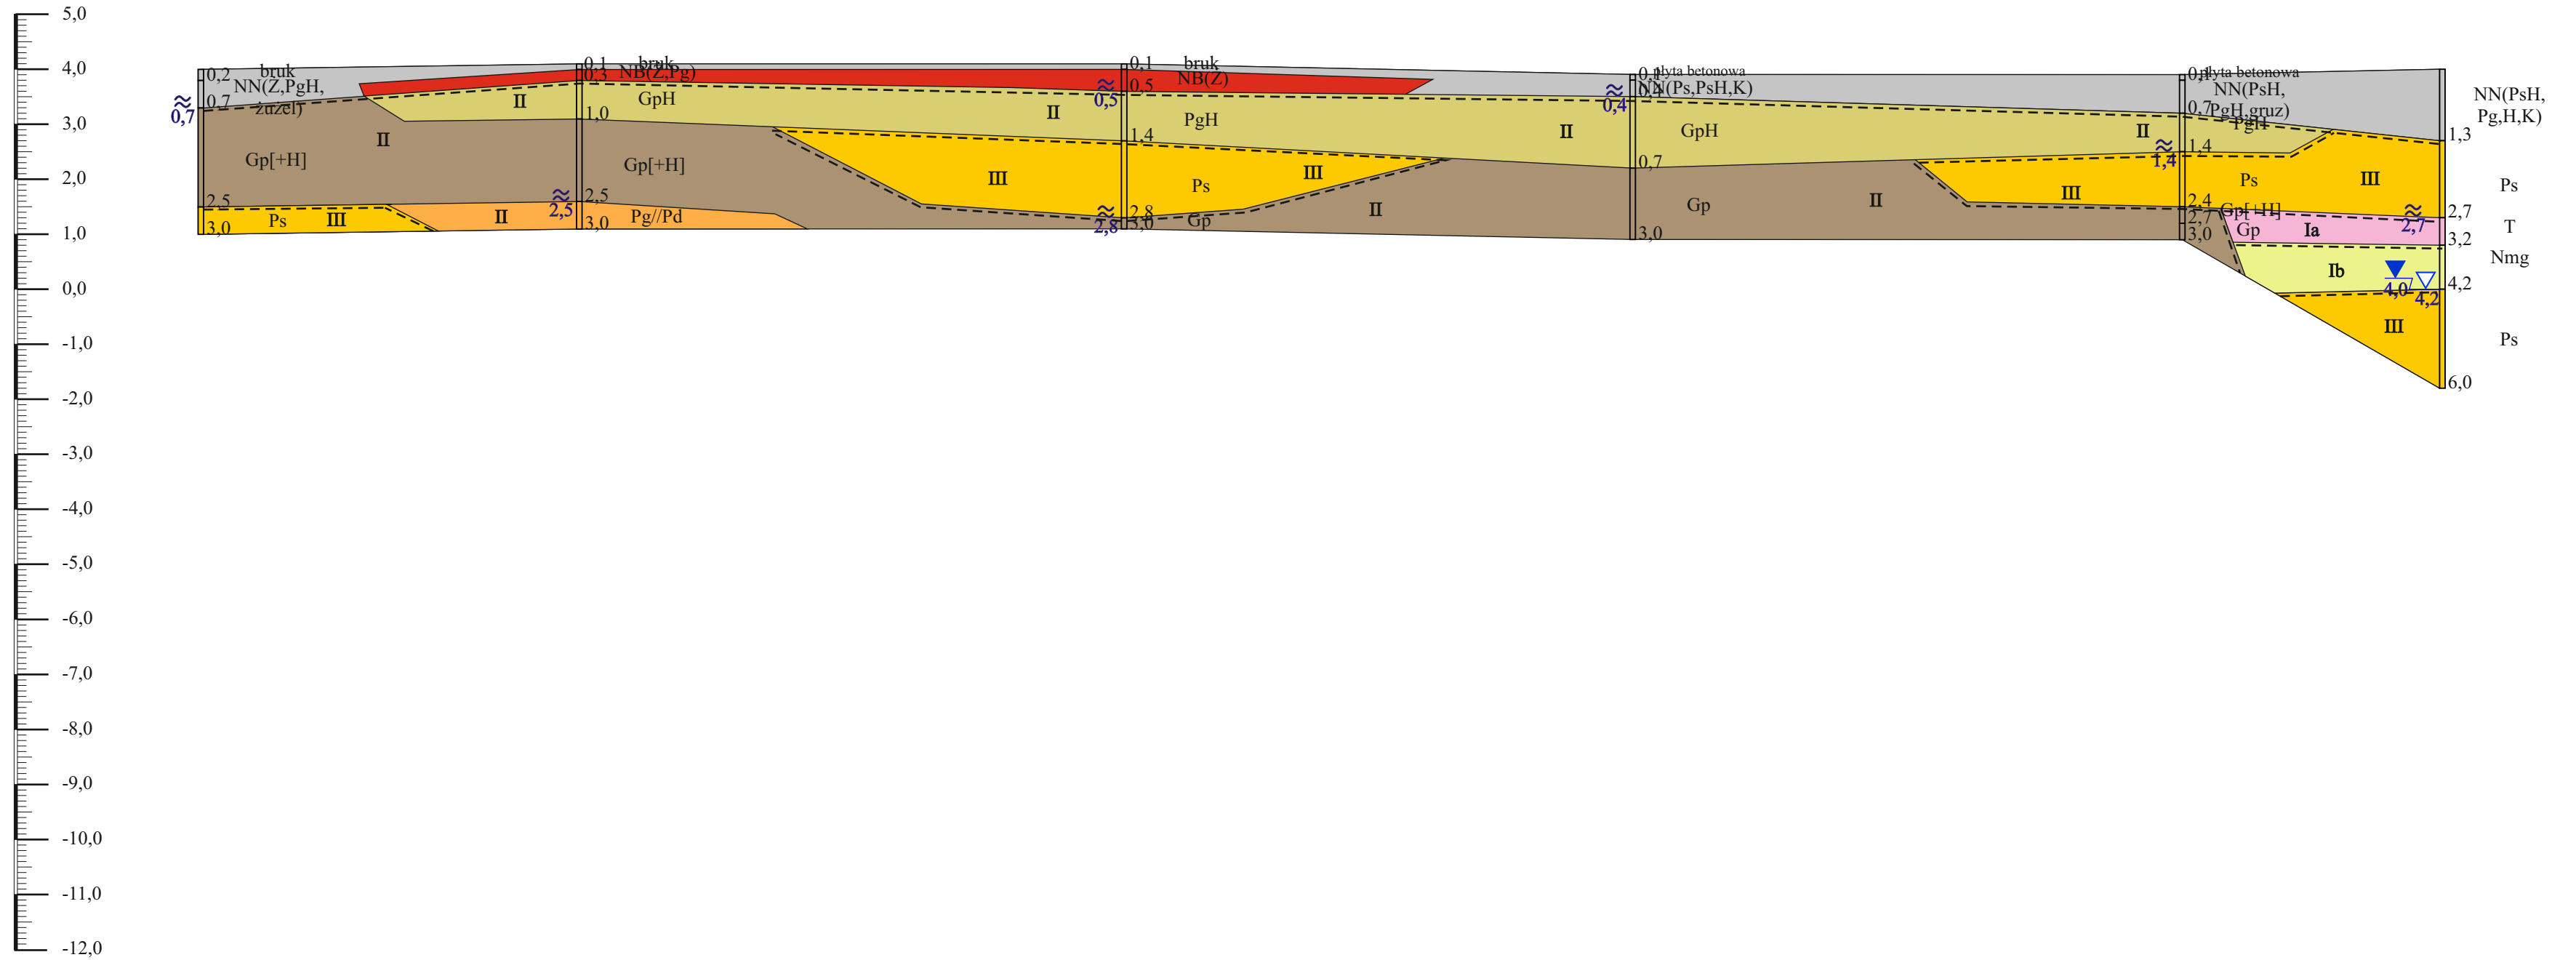 5,0
4,0
3,0
2,0
1,0
0,0
-1,0
-2,0
-3,0
-4,0
-5,0
-6,0
-7,0
-8,0
-9,0
-10,0
-11,0
-12,0
0,2
bruk
NN(Ż,PgH,
żużel)
0,7
0,7
II
Gp[+H]
2,5
Ps
III
3,0
0,1
bruk
0,3
NB(Ż,Pg)
II
GpH
1,0
Gp[+H]
2,5
2,5
II
Pg//Pd
3,0
0,1
bruk
NB(Ż)
0,5
0,5
II
PgH
1,4
III
Ps
III
2,8
2,8
3,0
Gp
II
0,1
płyta betonowa
NN(Ps,PsH,K)
0,4
0,4
II
GpH
0,7
Gp
II
3,0
0,1
płyta betonowa
NN(PsH,
PgH,gruz)
0,7
II
PgH
1,4
1,4
Ps
III
III
2,4
Gp[+H]
2,7
Gp
3,0
NN(PsH,
Pg,H,K)
1,3
Ps
2,7
2,7
Ia
T
3,2
Nmg
Ib
4,0
4,2
4,2
III
Ps
6,0